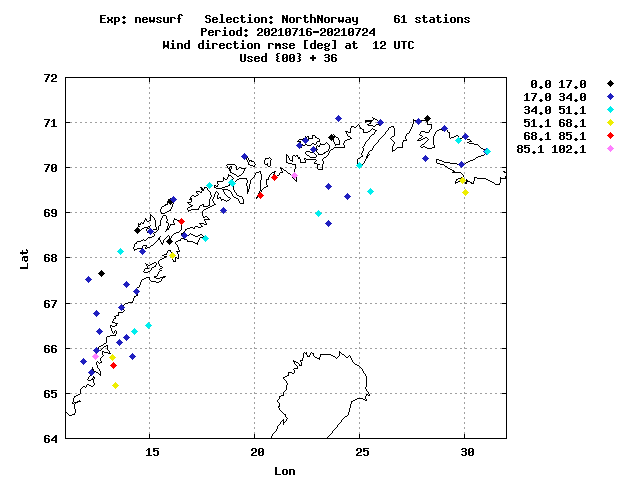 Exp: newsurf   Selection: NorthNorway     61 stations
Period: 20210716-20210724
Wind direction rmse [deg] at  12 UTC
Used {00} + 36
0.0 17.0
17.0 34.0
34.0 51.1
51.1 68.1
68.1 85.1
85.1 102.1
72
71
70
69
68
67
66
65
64
Lat
15 20 25 30
Lon